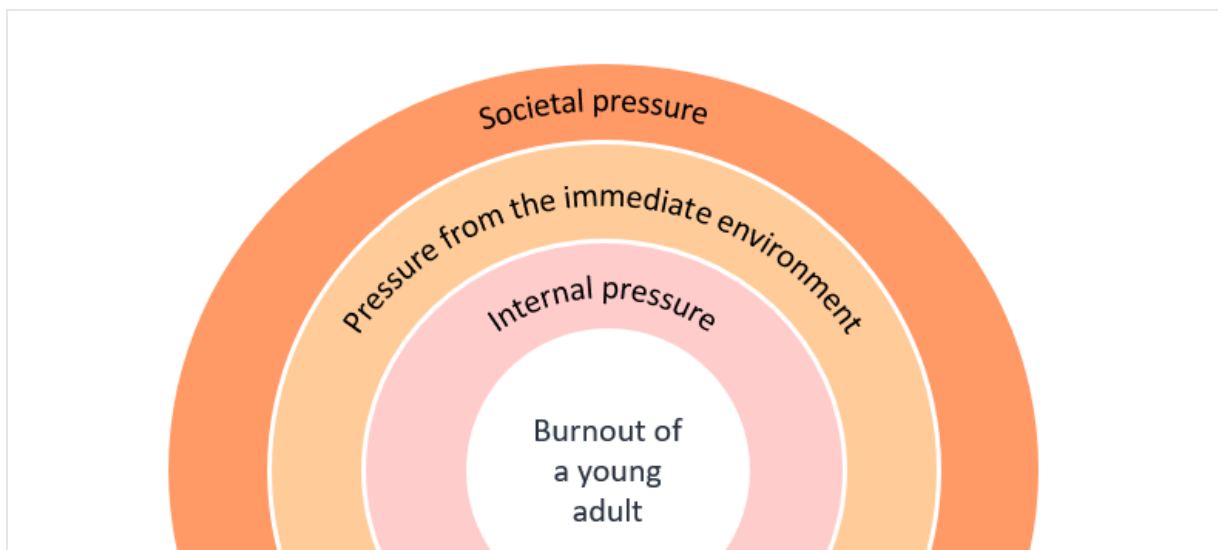 Societal pressure
Pressure from the immediate environment
Internal pressure
Burnout of
a young
adult